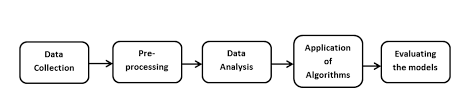 Data
Collection
Pre-
processing
Data
Analysis
Application
of
Algorithms
Evaluating
the models